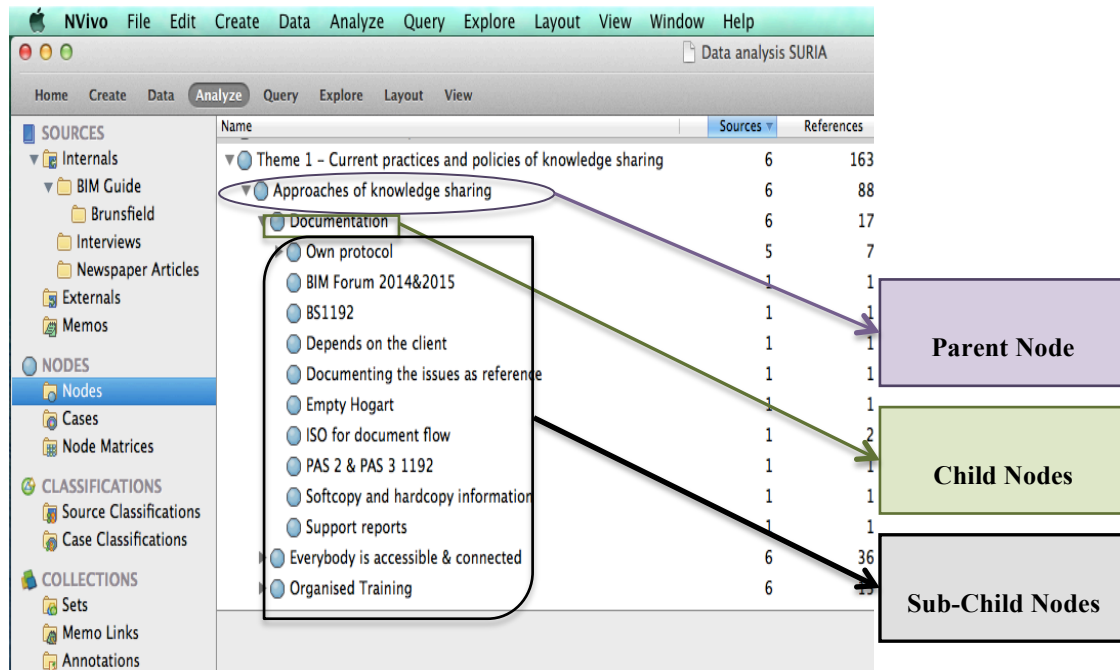 NVivo File Edit Create Data Analyze Query Explore Layout View Window Help
Data analysis SURIA
Home Create Data Analyze Query Explore Layout View
SOURCES
Internals
BIM Guide
Brunsfield
Interviews
Newspaper Articles
Externals
Memos
NODES
Nodes
Cases
Node Matrices
CLASSIFICATIONS
Source Classifications
Case Classifications
COLLECTIONS
Sets
Memo Links
Annotations
Name Sources References
Theme 1 – Current practices and policies of knowledge sharing 6 163
Approaches of knowledge sharing 6 88
Documentation 6 17
Own protocol 5 7
BIM Forum 2014&2015 1 1
BS1192 1 1
Depends on the client 1 1
Documenting the issues as reference 1 1
Empty Hogart 1 1
ISO for document flow 1 2
PAS 2 & PAS 3 1192 1 1
Softcopy and hardcopy information 1 1
Support reports 1 1
Everybody is accessible & connected 6 36
Organised Training 6
Parent Node
Child Nodes
Sub-Child Nodes